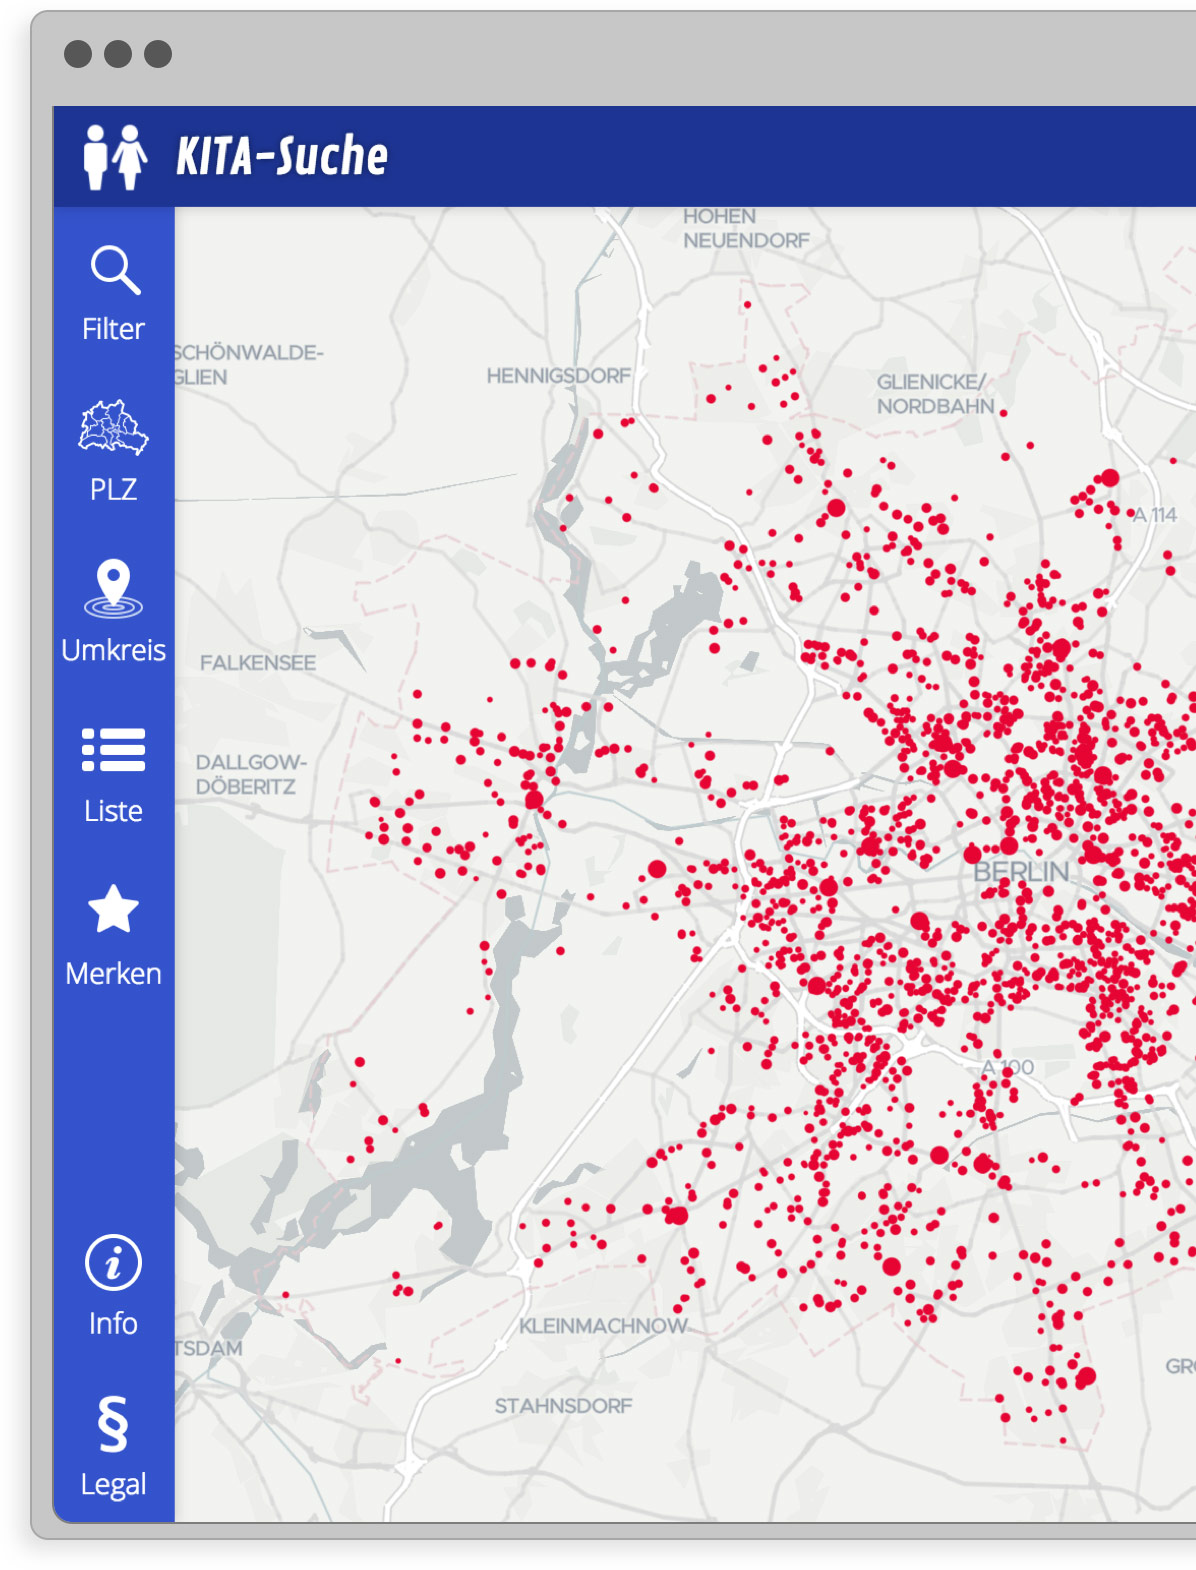 KITA-Suche
Filter
PLZ
Umkreis
Liste
Merken
Info
§
Legal
HOHEN
NEUENDORF
SCHÖNWALDE-
GLIEN
HENNIGSDORF
GLIENICKE/
NORDBAHN
A 114
FALKENSEE
DALLGOW-
DÖBERITZ
BERLIN
A 100
KLEINMACHNOW
TSDAM
GRO
STAHNSDORF